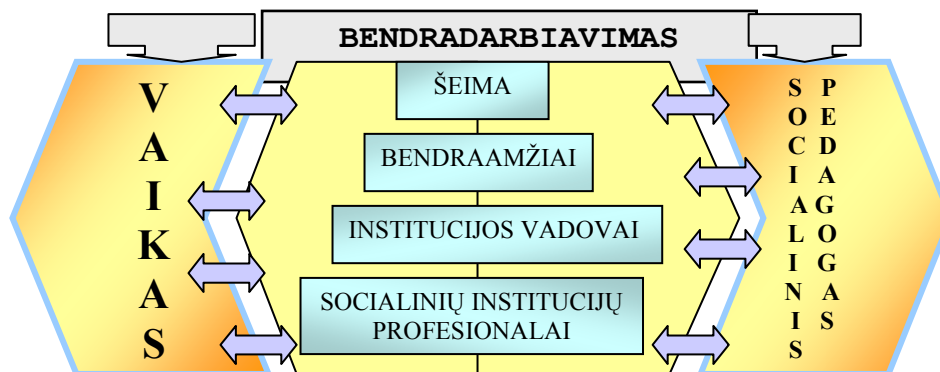 BENDRADARBIAVIMAS
VAIKAS
ŠEIMA
BENDRAAMŽIAI
INSTITUCIJOS VADOVAI
SOCIALINIŲ INSTITUCIJŲ
PROFESIONALAI
SOCIALINIS
PEDAGOGAS